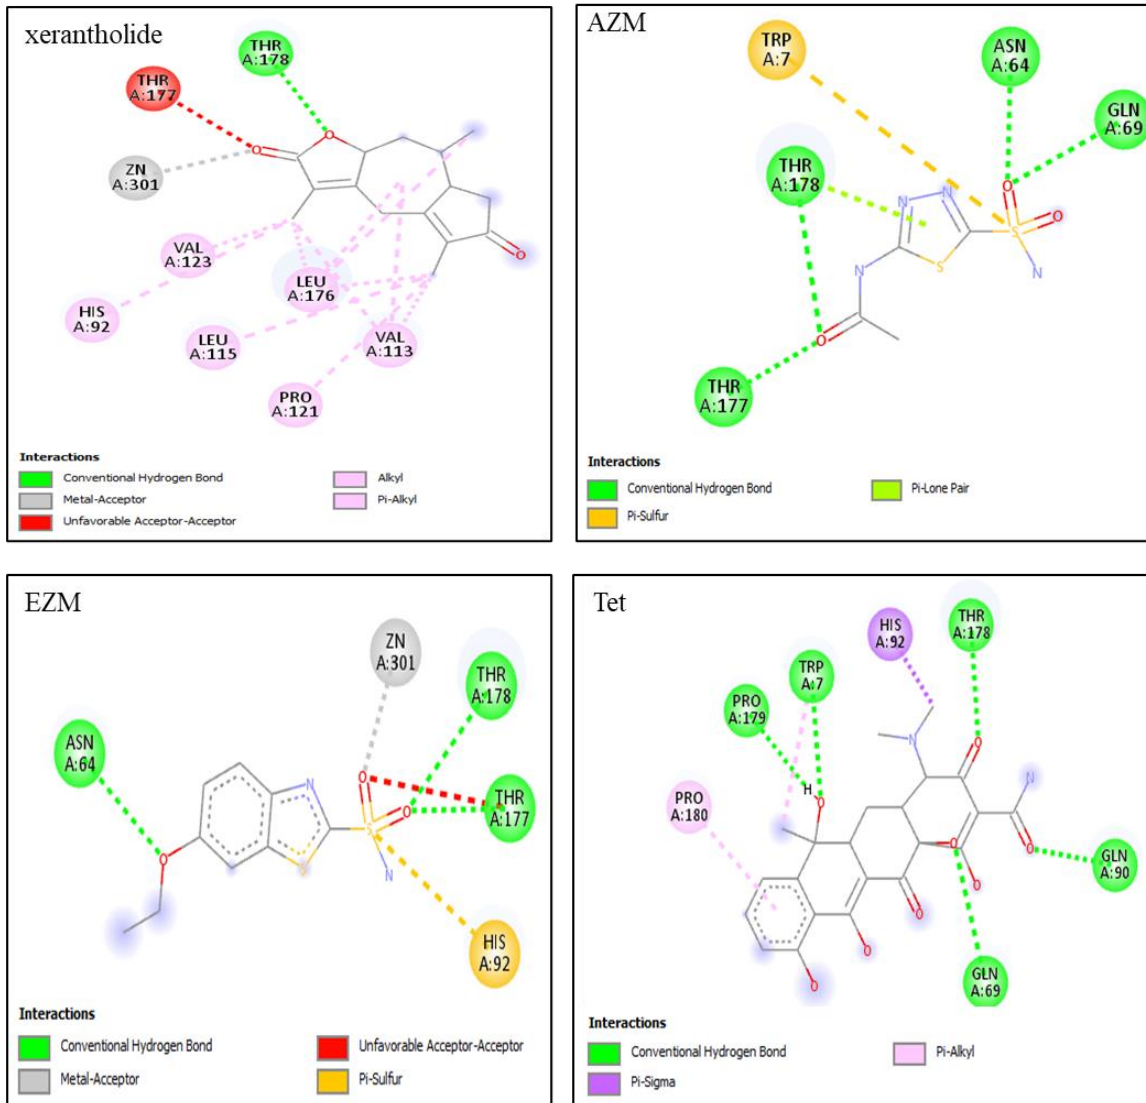 xerantholide
THR
A:178
THR
A:177
ZN
A:301
O
O
O
VAL
A:123
HIS
A:92
LEU
A:176
LEU
A:115
VAL
A:113
PRO
A:121
Interactions
Conventional Hydrogen Bond
Metal-Acceptor
Unfavorable Acceptor-Acceptor
Alkyl
Pi-Alkyl
AZM
TRP
A:7
ASN
A:64
GLN
A:69
THR
A:178
THR
A:177
N
N
O
O
S
S
N
N
O
Interactions
Conventional Hydrogen Bond
Pi-Sulfur
Pi-Lone Pair
EZM
ZN
A:301
THR
A:178
ASN
A:64
THR
A:177
HIS
A:92
O
N
O
S
O
S
N
Interactions
Conventional Hydrogen Bond
Metal-Acceptor
Unfavorable Acceptor-Acceptor
Pi-Sulfur
Tet
HIS
A:92
THR
A:178
TRP
A:7
PRO
A:179
PRO
A:180
GLN
A:90
GLN
A:69
N
O
H
O
N
O
O
O
O
O
O
O
Interactions
Conventional Hydrogen Bond
Pi-Sigma
Pi-Alkyl